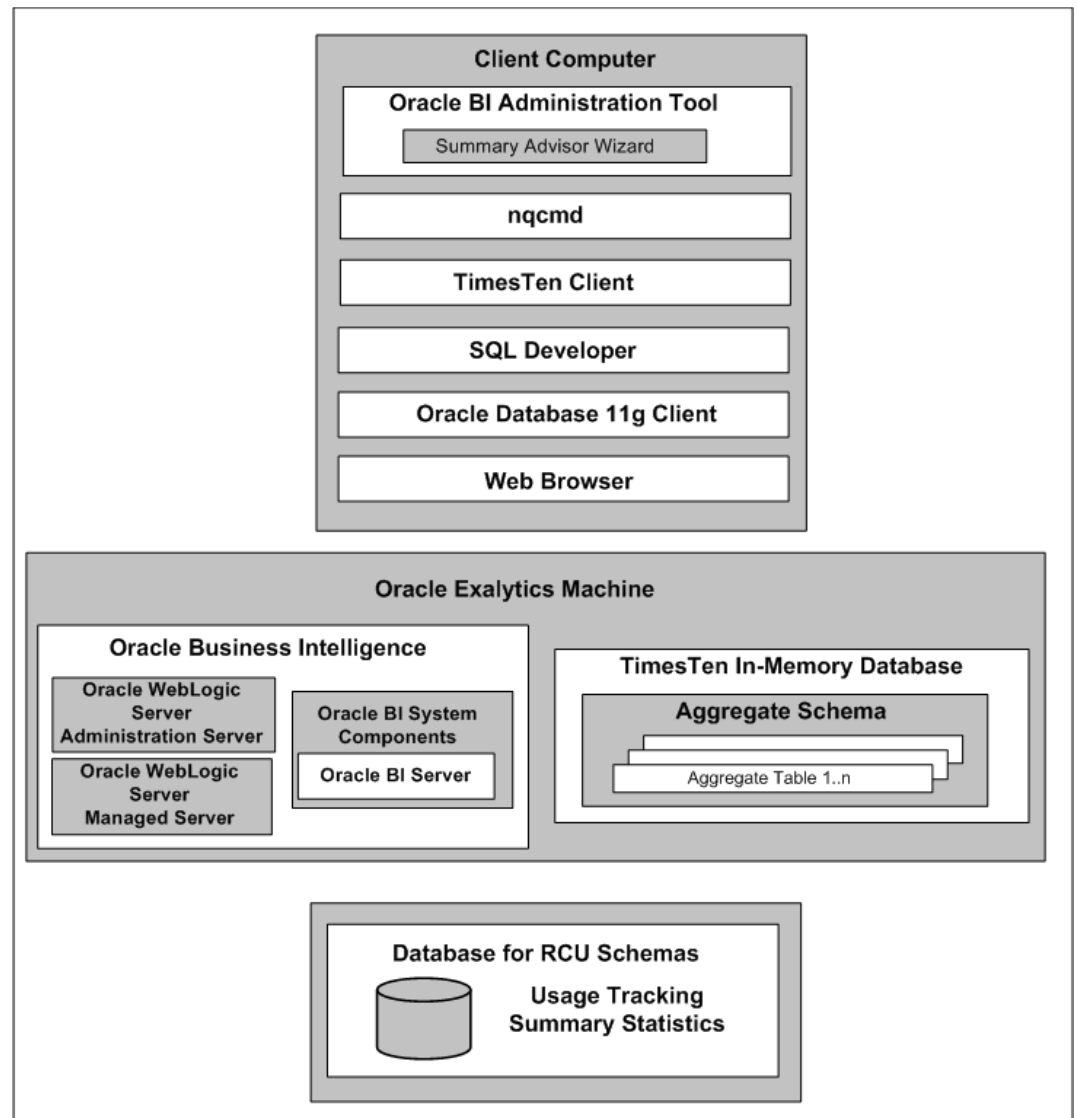 Client Computer
Oracle BI Administration Tool
Summary Advisor Wizard
nqcmd
TimesTen Client
SQL Developer
Oracle Database 11g Client
Web Browser
Oracle Exalytics Machine
Oracle Business Intelligence
Oracle WebLogic
Server
Administration Server
Oracle WebLogic
Server
Managed Server
Oracle BI System
Components
Oracle BI Server
TimesTen In-Memory Database
Aggregate Schema
Aggregate Table 1..n
Database for RCU Schemas
Usage Tracking
Summary Statistics